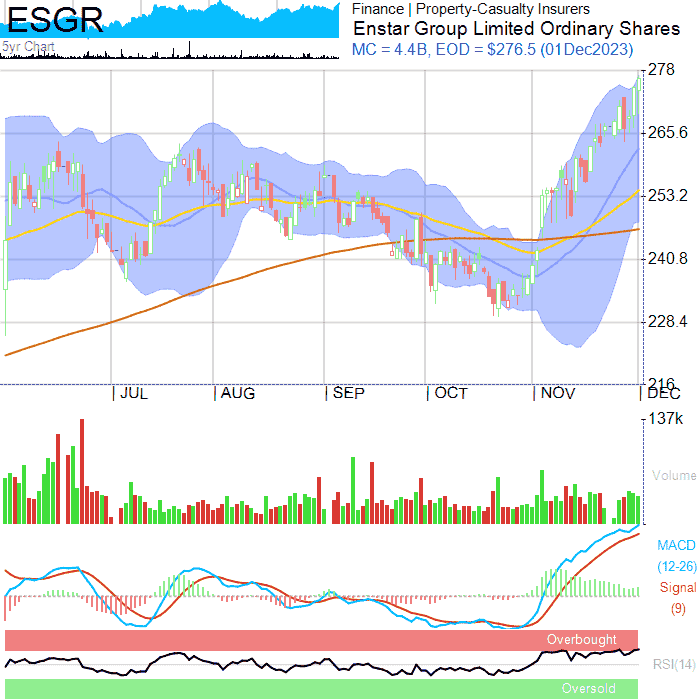 ESGR
Finance | Property-Casualty Insurers
Enstar Group Limited Ordinary Shares
5yr Chart
MC = 4.4B, EOD = $276.5 (01Dec2023)
278
265.6
253.2
240.8
228.4
216
JUL
AUG
SEP
OCT
NOV
DEC
137k
Volume
MACD
(12-26)
Signal
(9)
Overbought
RSI(14)
Oversold